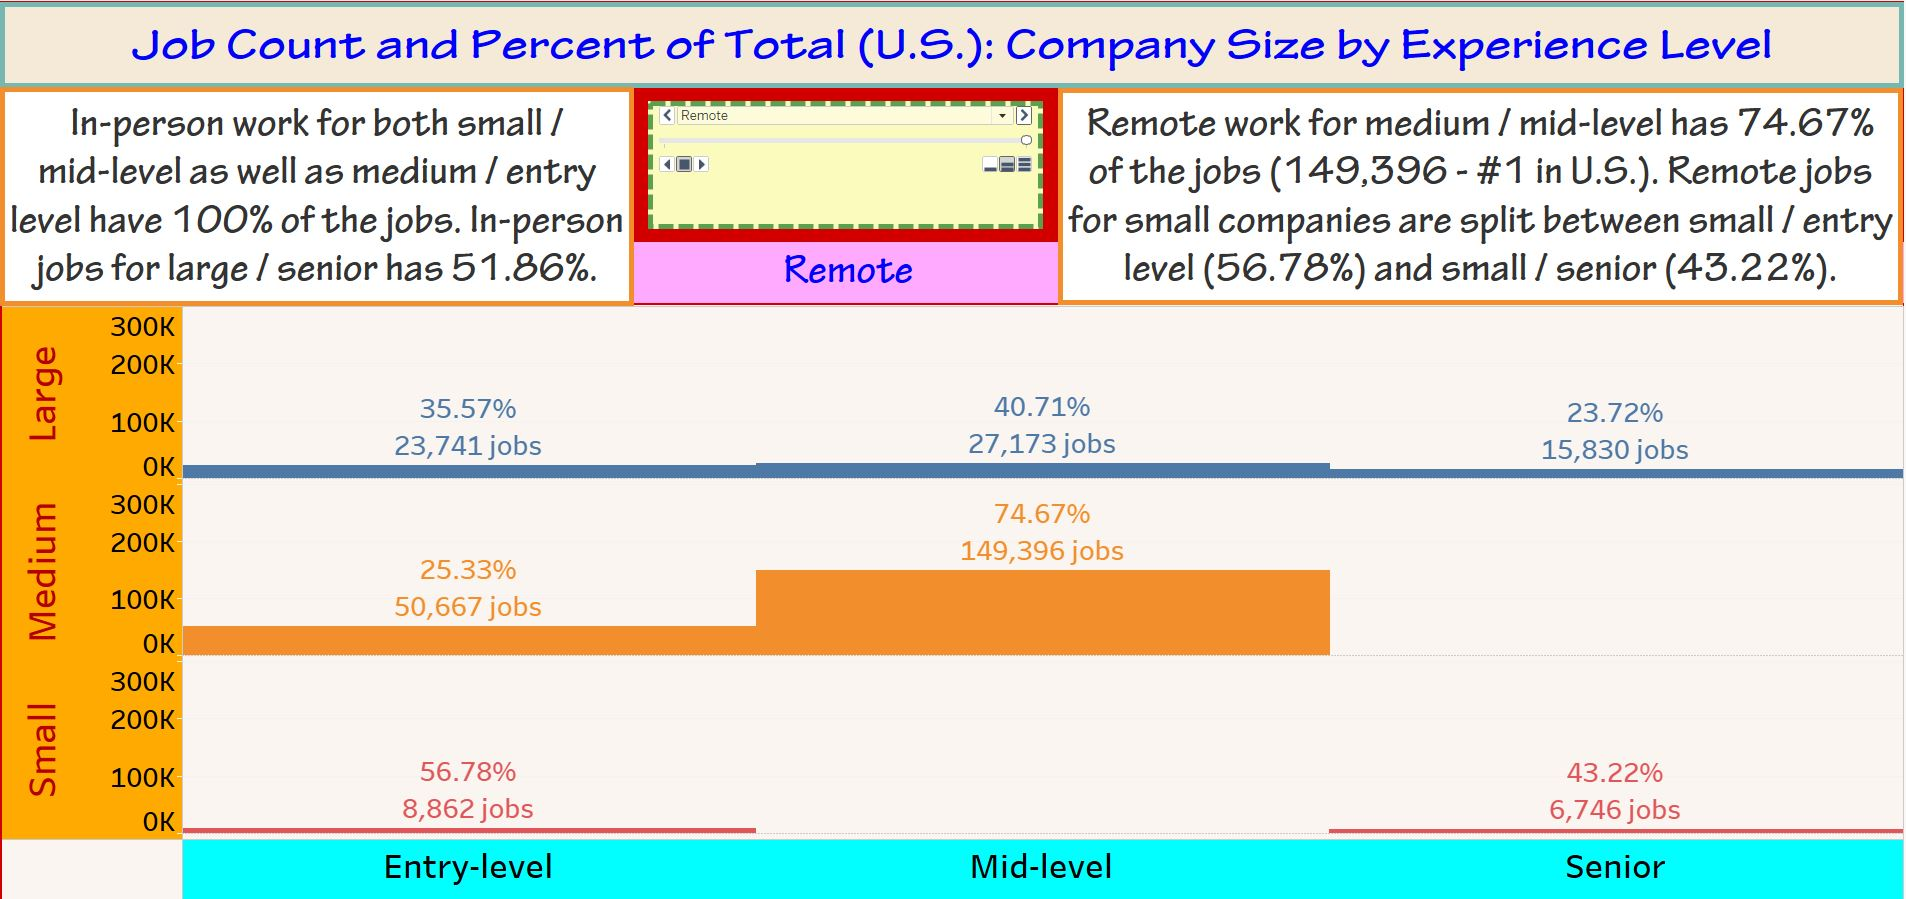 Job Count and Percent of Total (U.S.): Company Size by Experience Level
In-person work for both small /
mid-level as well as medium / entry
level have 100% of the jobs. In-person
jobs for large / senior has 51.86%.
Remote
Remote
Remote work for medium / mid-level has 74.67%
of the jobs (149,396 - #1 in U.S.). Remote jobs
for small companies are split between small / entry
level (56.78%) and small / senior (43.22%).
Large
300K
200K
100K
0K
35.57%
23,741 jobs
40.71%
27,173 jobs
23.72%
15,830 jobs
Medium
300K
200K
100K
0K
25.33%
50,667 jobs
74.67%
149,396 jobs
Small
300K
200K
100K
0K
56.78%
8,862 jobs
43.22%
6,746 jobs
Entry-level
Mid-level
Senior